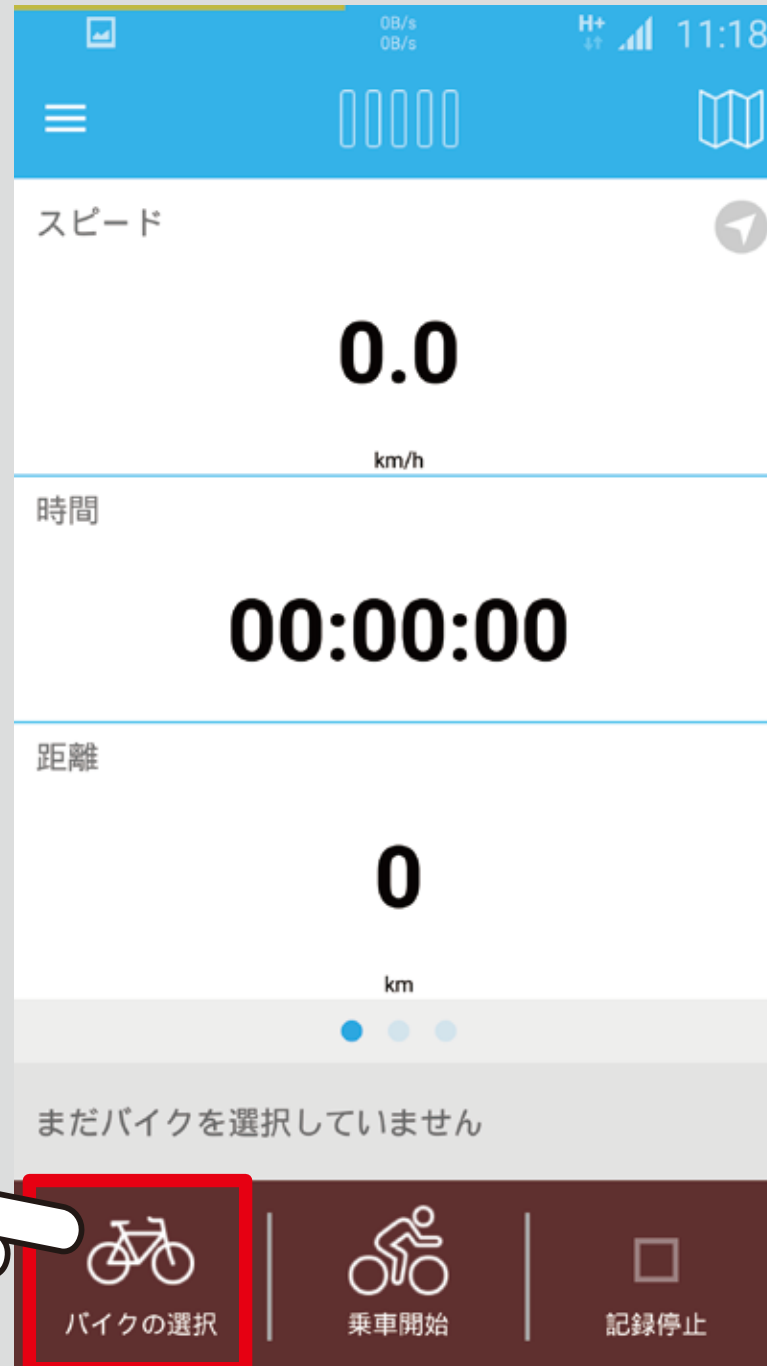 0B/s
0B/s
H+
11:18
スピード
0.0
km/h
時間
00:00:00
距離
0
km
まだバイクを選択していません
バイクの選択
乗車開始
記録停止